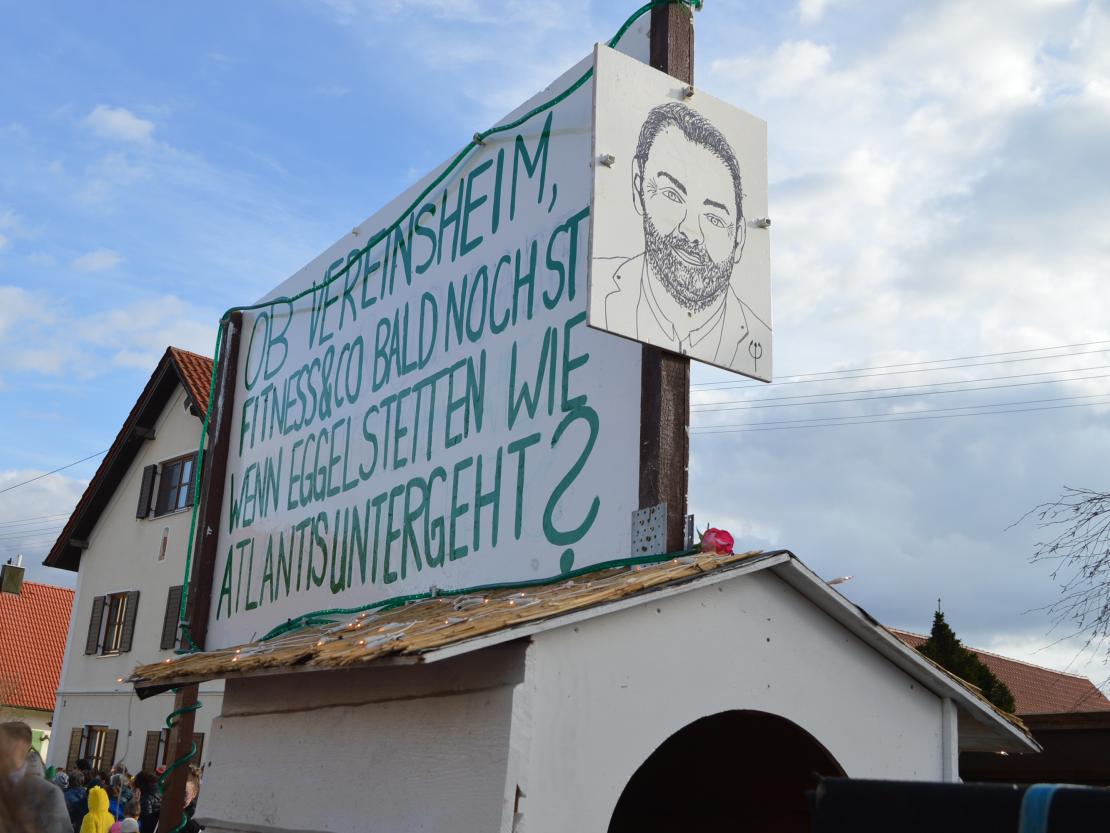 OB VEREINSHEIM,
FITNESS&CO BALD NOCH ST
WENN EGGELSTETTEN WIE
ATLANTIS UNTERGEHT?